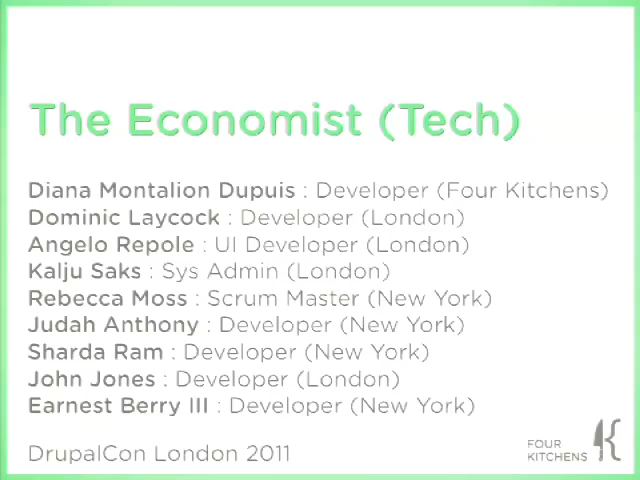 The Economist (Tech)
Diana Montalion Dupuis : Developer (Four Kitchens)
Dominic Laycock : Developer (London)
Angelo Repole : UI Developer (London)
Kalju Saks : Sys Admin (London)
Rebecca Moss : Scrum Master (New York)
Judah Anthony : Developer (New York)
Sharda Ram : Developer (New York)
John Jones : Developer (London)
Earnest Berry III : Developer (New York)
DrupalCon London 2011
FOUR
KITCHENS